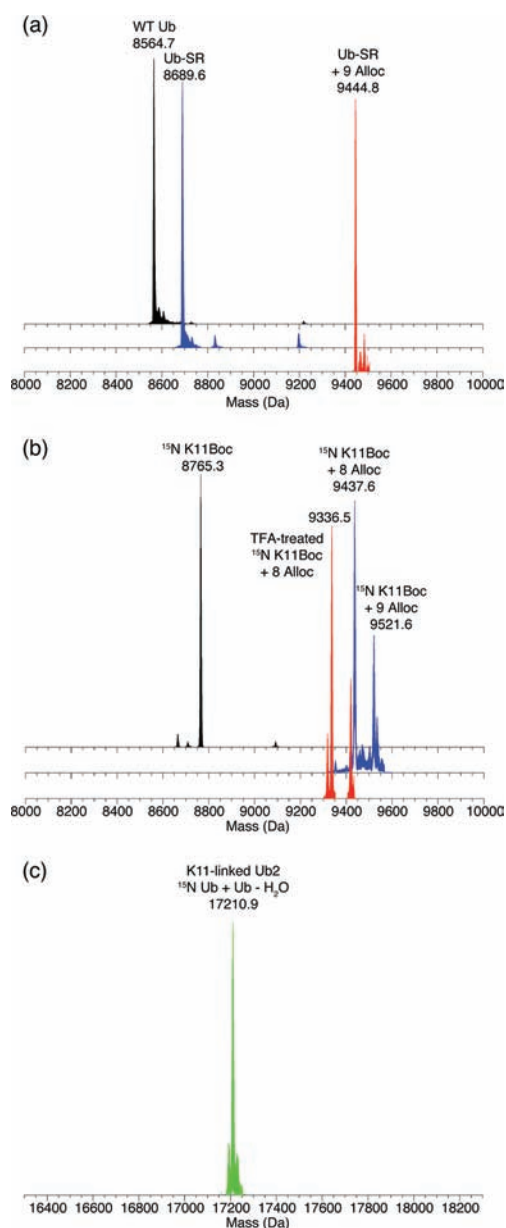 (a)
WT Ub
8564.7
Ub-SR
8689.6
Ub-SR
+ 9 Alloc
9444.8
8000 8200 8400 8600 8800 9000 9200 9400 9600 9800 10000
Mass (Da)
(b)
¹⁵N K11Boc
8765.3
¹⁵N K11Boc
+ 8 Alloc
9437.6
9336.5
TFA-treated
¹⁵N K11Boc
+ 8 Alloc
¹⁵N K11Boc
+ 9 Alloc
9521.6
8000 8200 8400 8600 8800 9000 9200 9400 9600 9800 10000
Mass (Da)
(c)
K11-linked Ub2
¹⁵N Ub + Ub - H₂O
17210.9
16400 16600 16800 17000 17200 17400 17600 17800 18000 18200
Mass (Da)